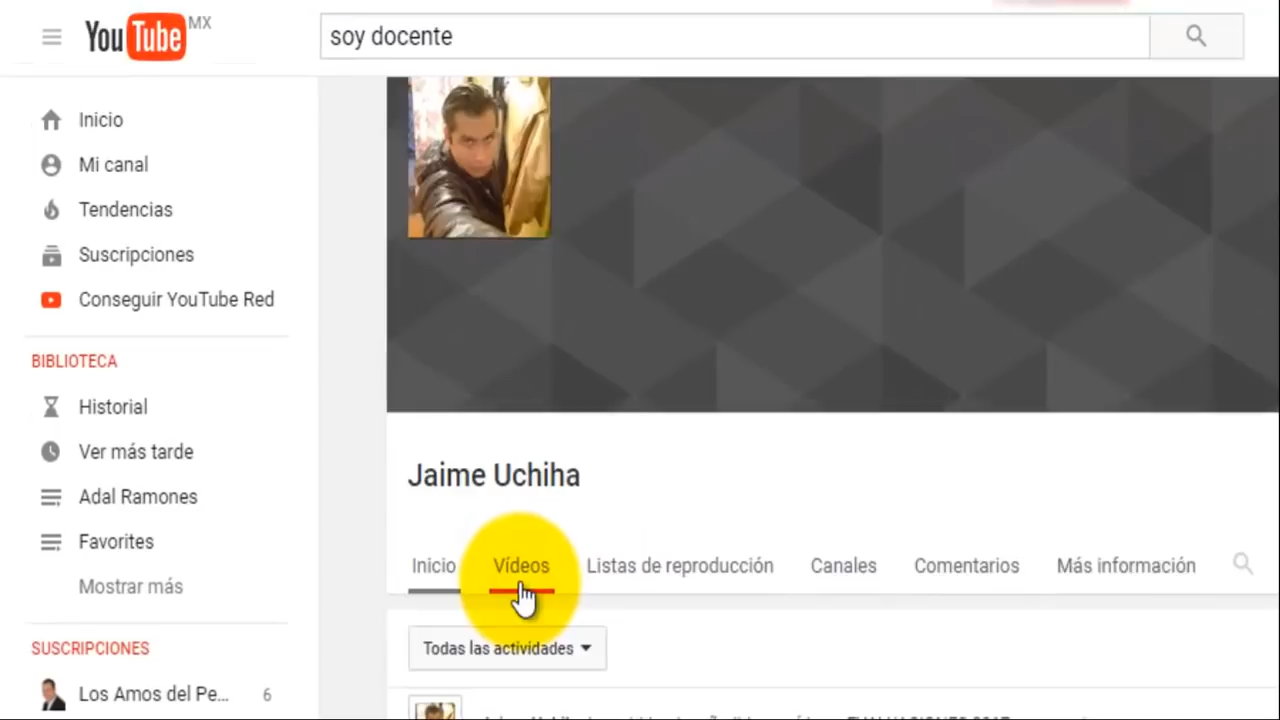 YouTube MX
soy docente
Inicio
Mi canal
Tendencias
Suscripciones
Conseguir YouTube Red
BIBLIOTECA
Historial
Ver más tarde
Adal Ramones
Favorites
Mostrar más
SUSCRIPCIONES
Los Amos del Pe... 6
Jaime Uchiha
Inicio Vídeos Listas de reproducción Canales Comentarios Más información
Todas las actividades